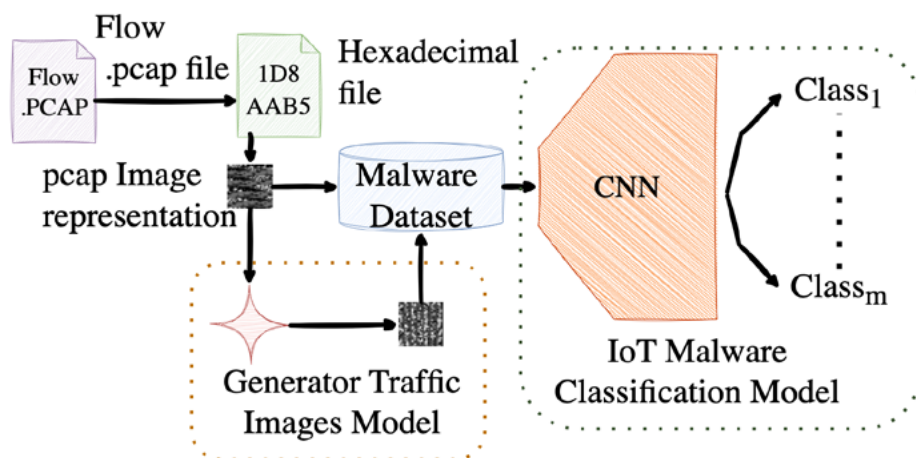 Flow
.pcap file
Flow
.PCAP
1D8
AAB5
Hexadecimal
file
pcap Image
representation
Malware
Dataset
CNN
Class1
Classm
Generator Traffic
Images Model
IoT Malware
Classification Model